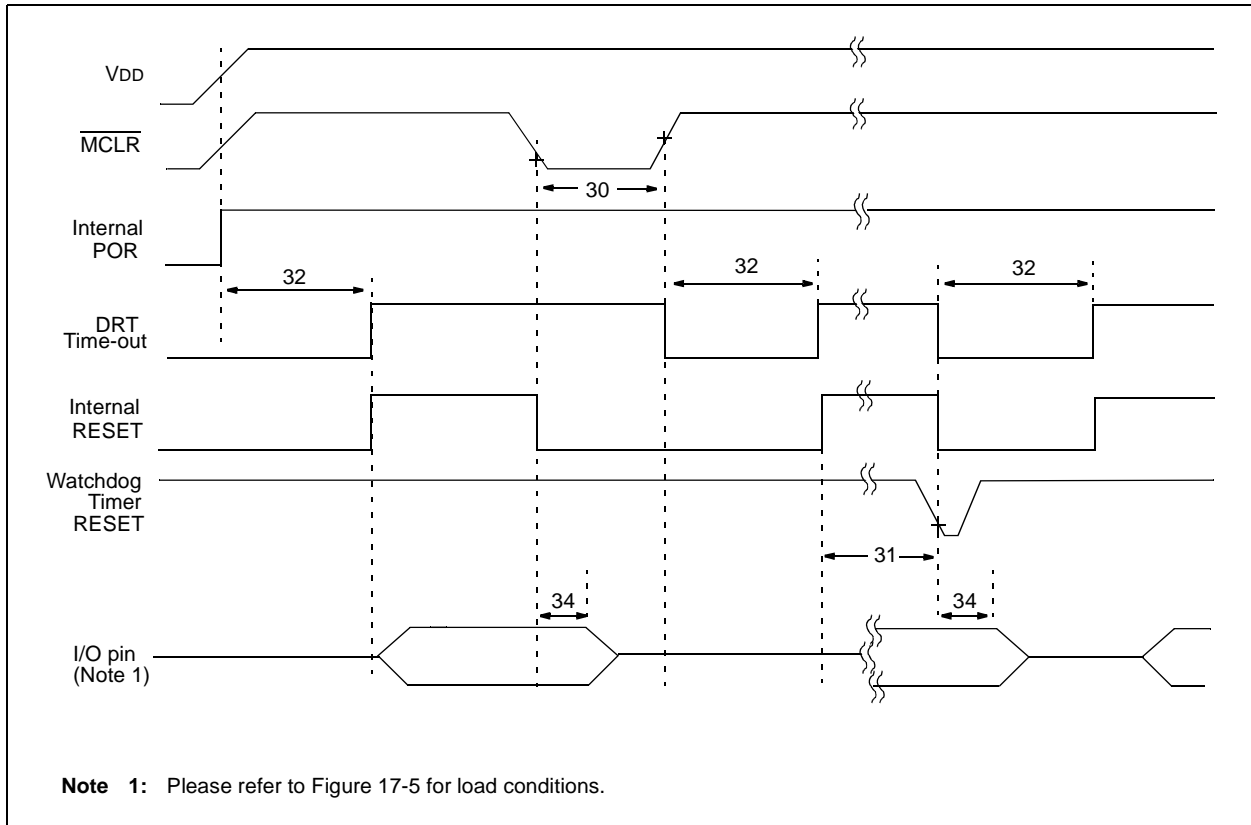 VDD
MCLR
30
Internal
POR
32
32
32
DRT
Time-out
Internal
RESET
Watchdog
Timer
RESET
31
34
34
I/O pin
(Note 1)
Note 1: Please refer to Figure 17-5 for load conditions.